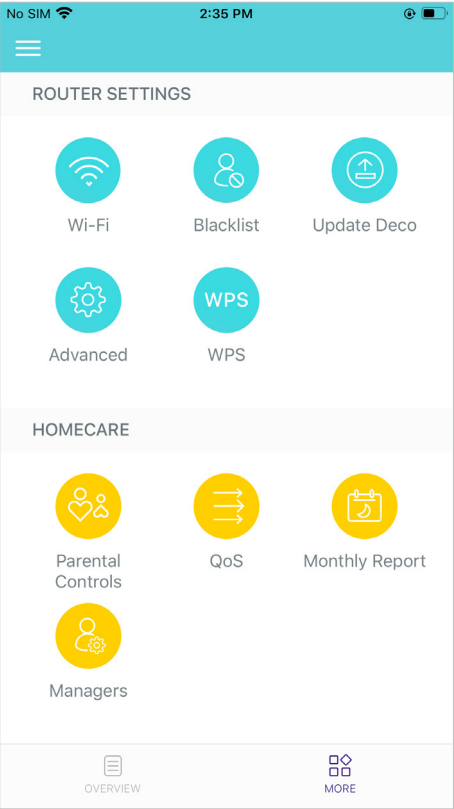 No SIM 2:35 PM
ROUTER SETTINGS
Wi-Fi Blacklist Update Deco
WPS
Advanced WPS
HOMECARE
Parental Controls QoS Monthly Report
Managers
OVERVIEW MORE